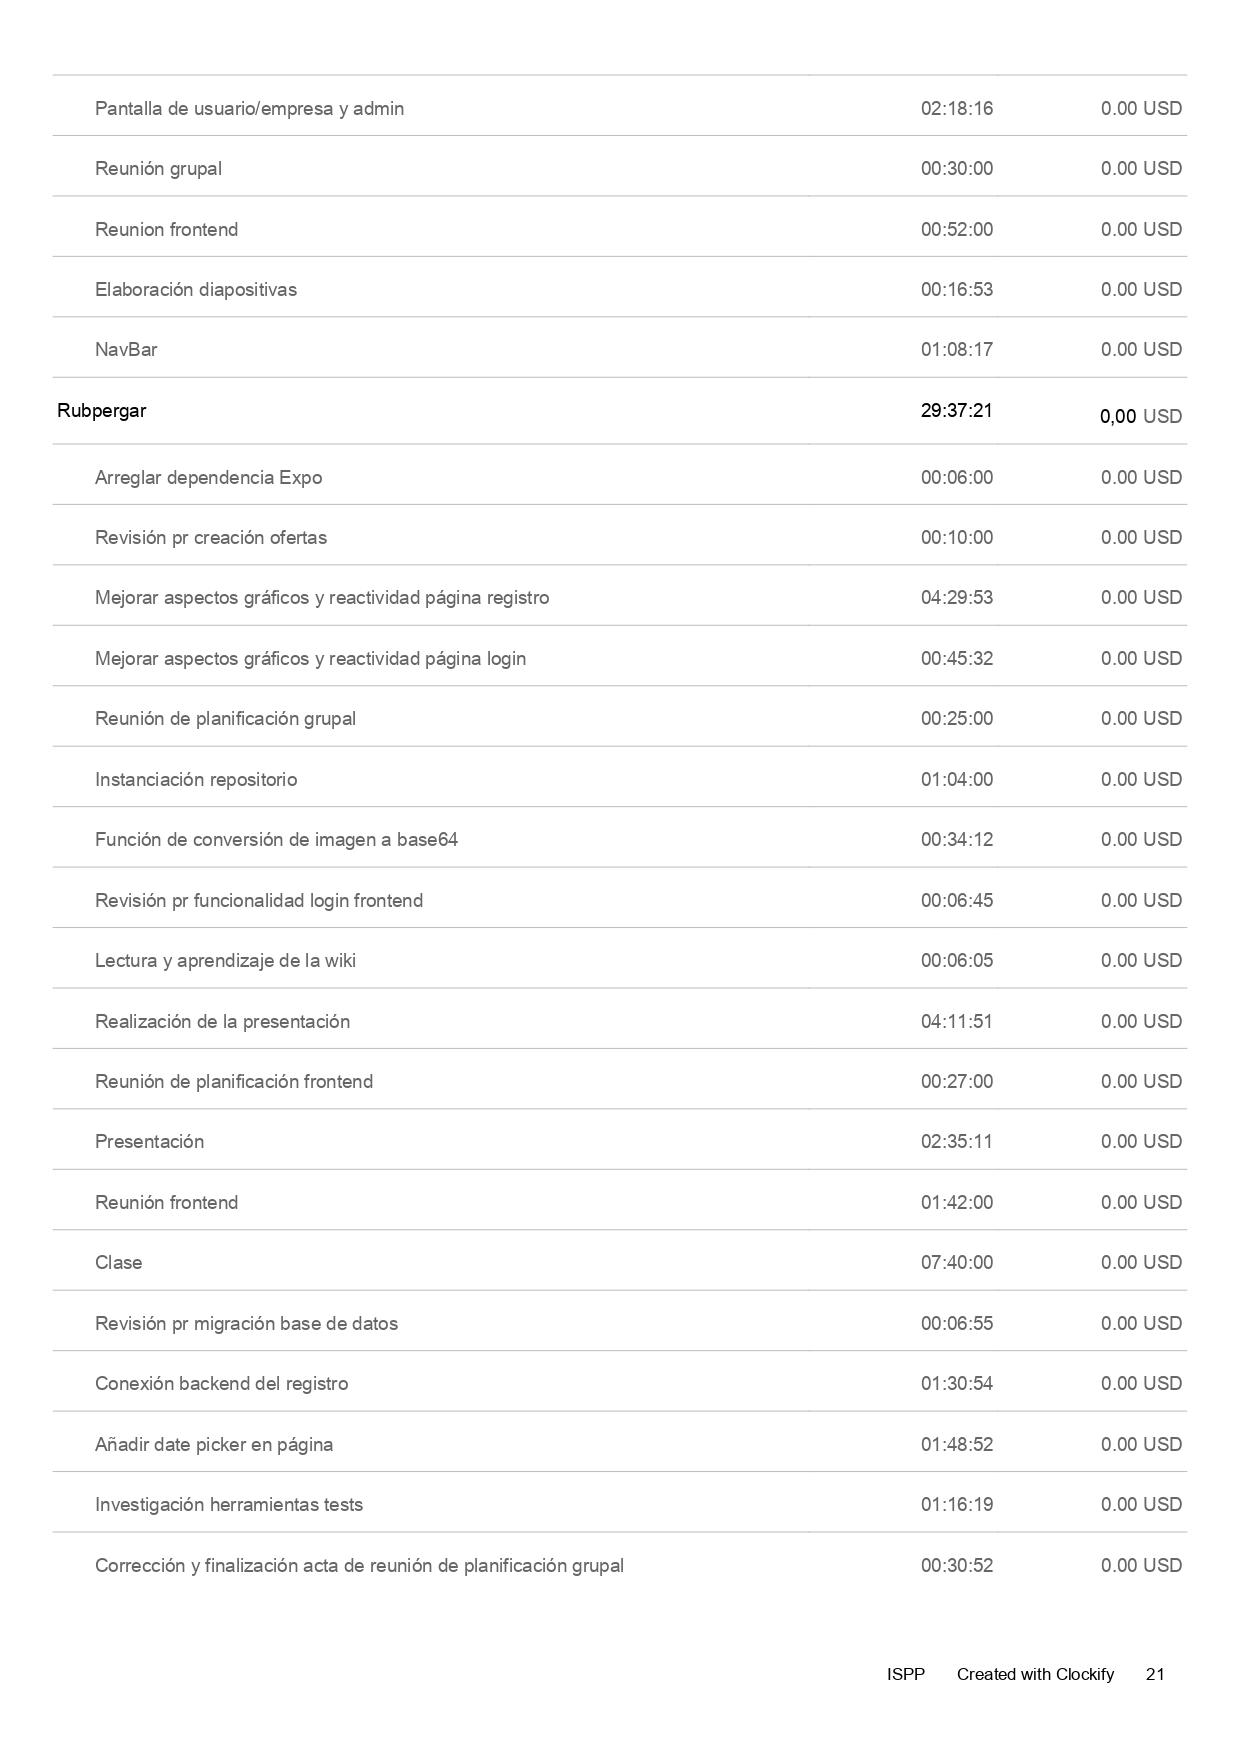 Pantalla de usuario/empresa y admin 02:18:16 0.00 USD
Reunión grupal 00:30:00 0.00 USD
Reunion frontend 00:52:00 0.00 USD
Elaboración diapositivas 00:16:53 0.00 USD
NavBar 01:08:17 0.00 USD
Rubpergar 29:37:21 0,00 USD
Arreglar dependencia Expo 00:06:00 0.00 USD
Revisión pr creación ofertas 00:10:00 0.00 USD
Mejorar aspectos gráficos y reactividad página registro 04:29:53 0.00 USD
Mejorar aspectos gráficos y reactividad página login 00:45:32 0.00 USD
Reunión de planificación grupal 00:25:00 0.00 USD
Instanciación repositorio 01:04:00 0.00 USD
Función de conversión de imagen a base64 00:34:12 0.00 USD
Revisión pr funcionalidad login frontend 00:06:45 0.00 USD
Lectura y aprendizaje de la wiki 00:06:05 0.00 USD
Realización de la presentación 04:11:51 0.00 USD
Reunión de planificación frontend 00:27:00 0.00 USD
Presentación 02:35:11 0.00 USD
Reunión frontend 01:42:00 0.00 USD
Clase 07:40:00 0.00 USD
Revisión pr migración base de datos 00:06:55 0.00 USD
Conexión backend del registro 01:30:54 0.00 USD
Añadir date picker en página 01:48:52 0.00 USD
Investigación herramientas tests 01:16:19 0.00 USD
Corrección y finalización acta de reunión de planificación grupal 00:30:52 0.00 USD
ISPP Created with Clockify 21